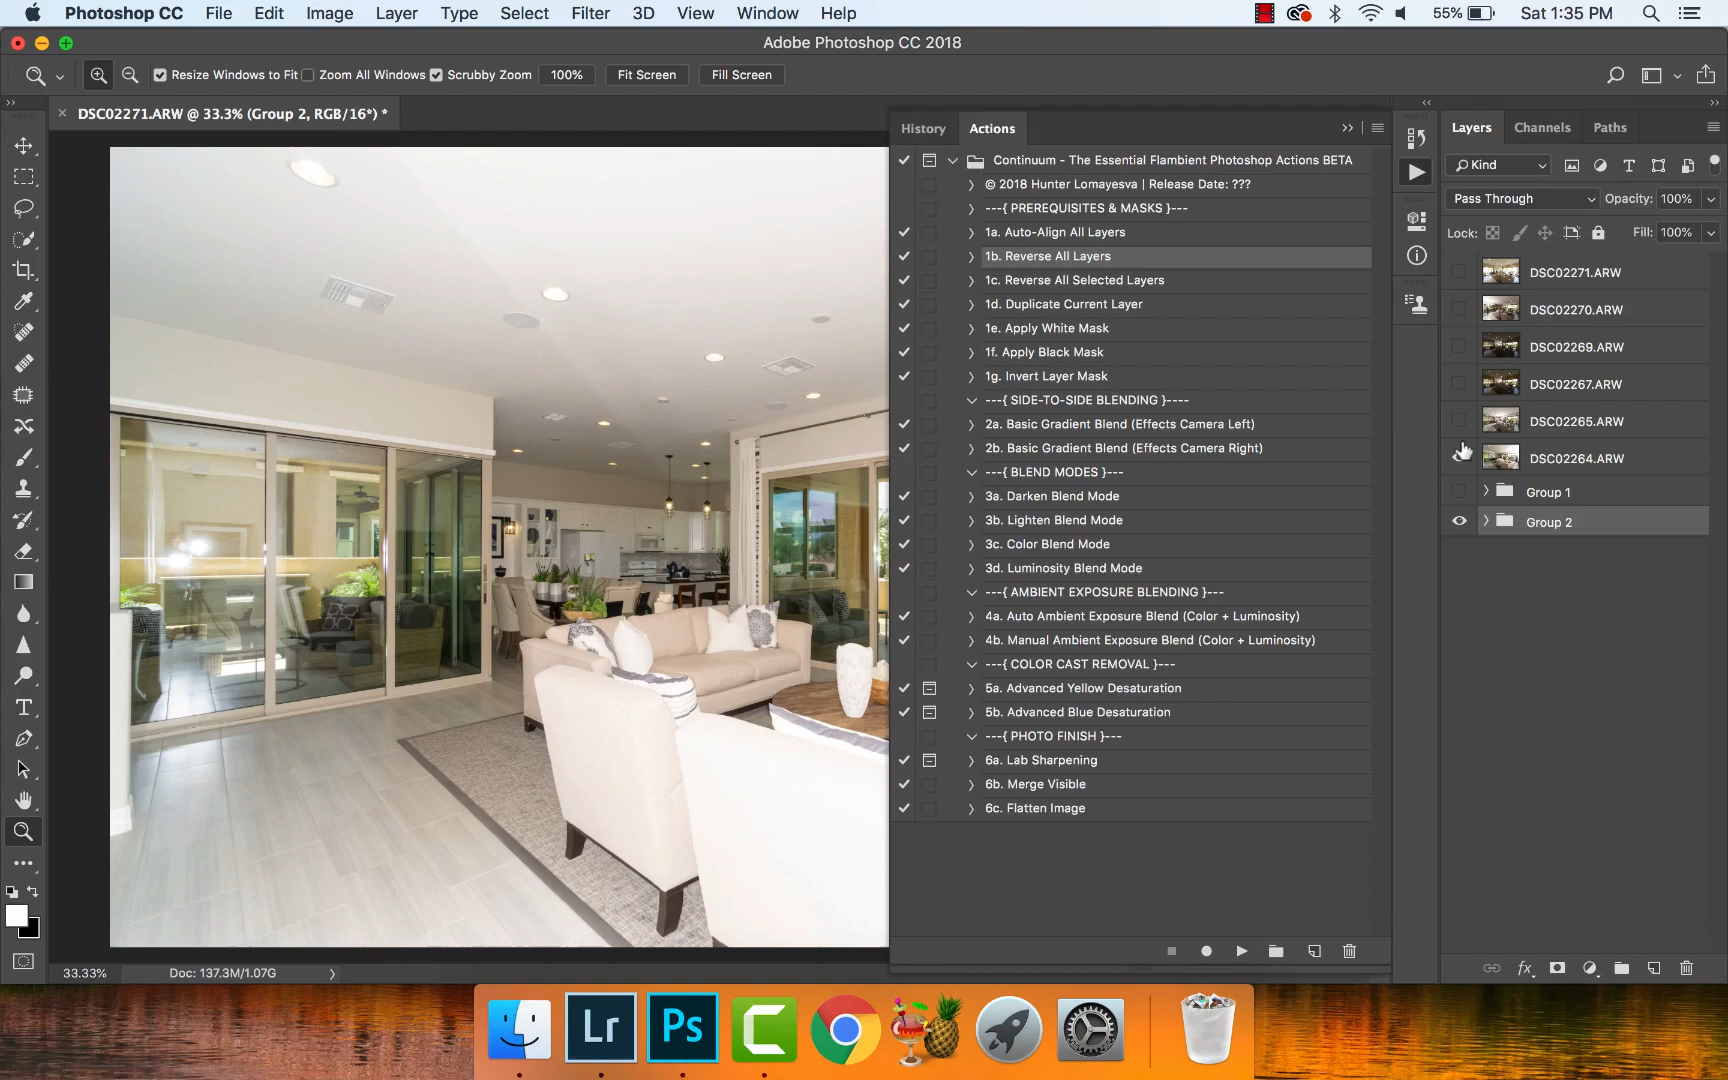 Photoshop CC File Edit Image Layer Type Select Filter 3D View Window Help 55% Sat 1:35 PM
Adobe Photoshop CC 2018
Resize Windows to Fit Zoom All Windows Scrubby Zoom 100% Fit Screen Fill Screen
DSC02271.ARW @ 33.3% (Group 2, RGB/16*) *
History Actions
Continuum - The Essential Flambient Photoshop Actions BETA
© 2018 Hunter Lomayesva | Release Date: ???
---{ PREREQUISITES & MASKS }---
1a. Auto-Align All Layers
1b. Reverse All Layers
1c. Reverse All Selected Layers
1d. Duplicate Current Layer
1e. Apply White Mask
1f. Apply Black Mask
1g. Invert Layer Mask
---{ SIDE-TO-SIDE BLENDING }----
2a. Basic Gradient Blend (Effects Camera Left)
2b. Basic Gradient Blend (Effects Camera Right)
---{ BLEND MODES }---
3a. Darken Blend Mode
3b. Lighten Blend Mode
3c. Color Blend Mode
3d. Luminosity Blend Mode
---{ AMBIENT EXPOSURE BLENDING }---
4a. Auto Ambient Exposure Blend (Color + Luminosity)
4b. Manual Ambient Exposure Blend (Color + Luminosity)
---{ COLOR CAST REMOVAL }---
5a. Advanced Yellow Desaturation
5b. Advanced Blue Desaturation
---{ PHOTO FINISH }---
6a. Lab Sharpening
6b. Merge Visible
6c. Flatten Image
Layers Channels Paths
Kind
Pass Through Opacity: 100%
Lock: Fill: 100%
DSC02271.ARW
DSC02270.ARW
DSC02269.ARW
DSC02267.ARW
DSC02265.ARW
DSC02264.ARW
Group 1
Group 2
fx
33.33% Doc: 137.3M/1.07G
Lr Ps